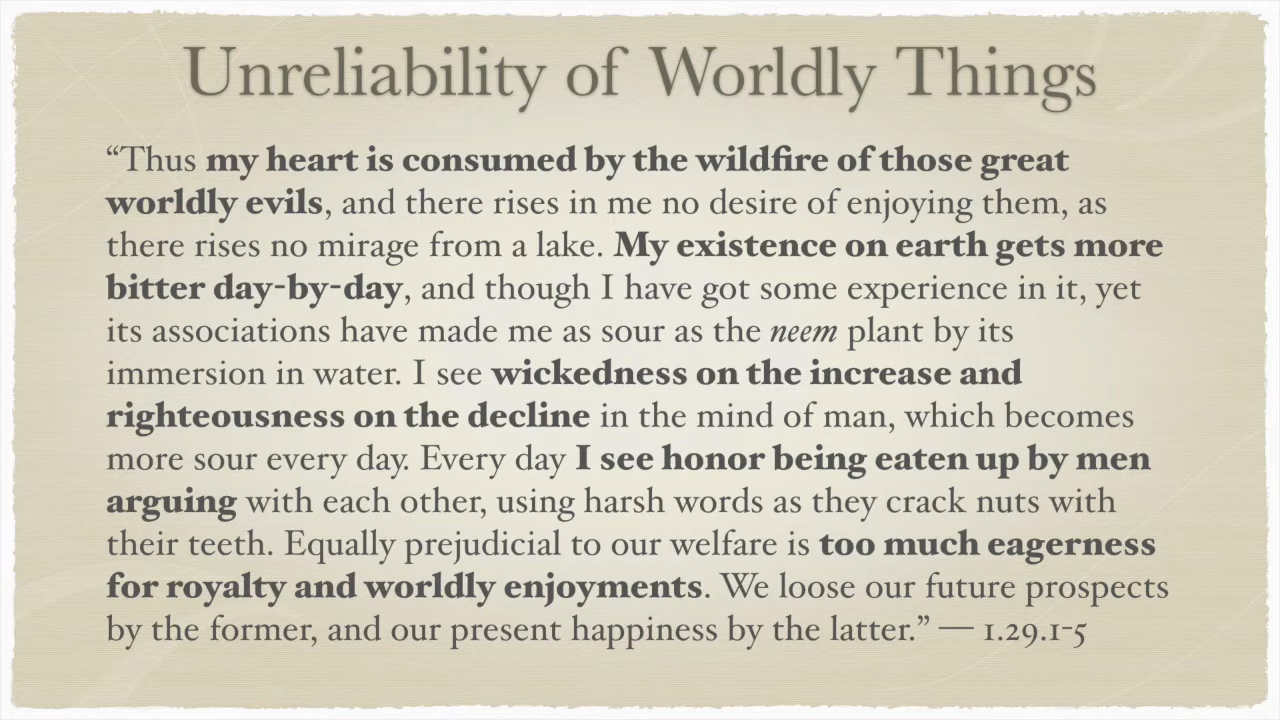 Unreliability of Worldly Things
“Thus my heart is consumed by the wildfire of those great
worldly evils, and there rises in me no desire of enjoying them, as
there rises no mirage from a lake. My existence on earth gets more
bitter day-by-day, and though I have got some experience in it, yet
its associations have made me as sour as the neem plant by its
immersion in water. I see wickedness on the increase and
righteousness on the decline in the mind of man, which becomes
more sour every day. Every day I see honor being eaten up by men
arguing with each other, using harsh words as they crack nuts with
their teeth. Equally prejudicial to our welfare is too much eagerness
for royalty and worldly enjoyments. We loose our future prospects
by the former, and our present happiness by the latter.” — 1.29.1-5